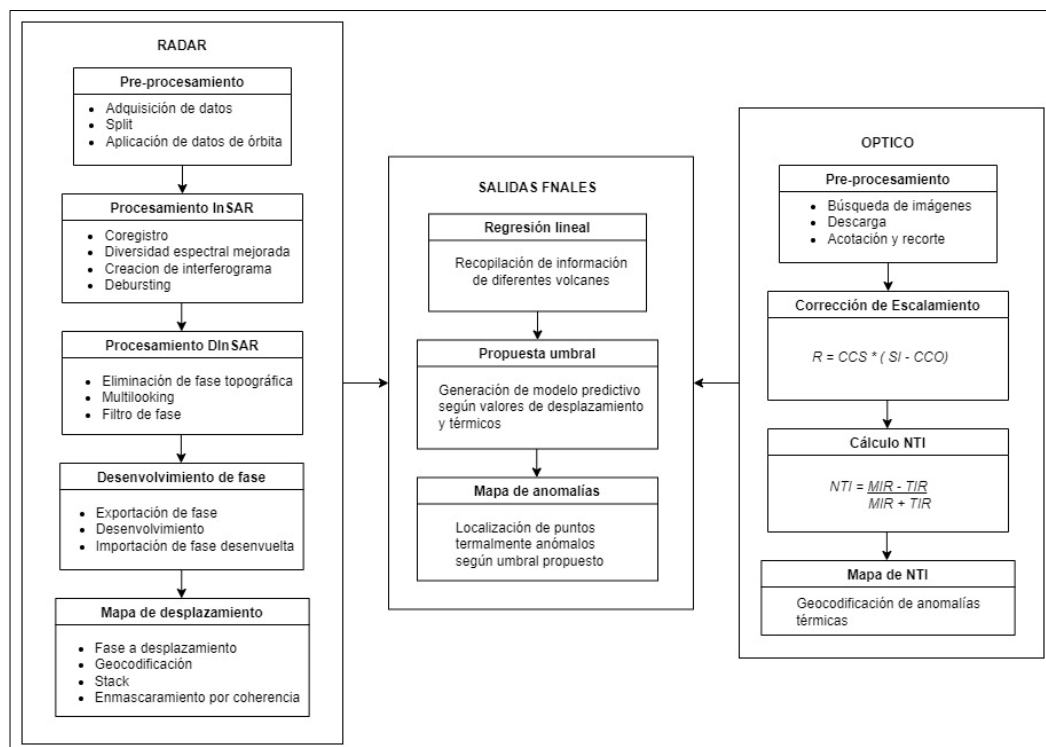 RADAR
Pre-procesamiento
Adquisición de datos
Split
Aplicación de datos de órbita
Procesamiento InSAR
Coregistro
Diversidad espectral mejorada
Creacion de interferograma
Debursting
Procesamiento DInSAR
Eliminación de fase topográfica
Multilooking
Filtro de fase
Desenvolvimiento de fase
Exportación de fase
Desenvolvimiento
Importación de fase desenvuelta
Mapa de desplazamiento
Fase a desplazamiento
Geocodificación
Stack
Enmascaramiento por coherencia
SALIDAS FNALES
Regresión lineal
Recopilación de información
de diferentes volcanes
Propuesta umbral
Generación de modelo predictivo
según valores de desplazamiento
y térmicos
Mapa de anomalías
Localización de puntos
termalmente anómalos
según umbral propuesto
OPTICO
Pre-procesamiento
Búsqueda de imágenes
Descarga
Acotación y recorte
Corrección de Escalamiento
R = CCS * ( SI - CCO)
Cálculo NTI
NTI = MIR - TIR
MIR + TIR
Mapa de NTI
Geocodificación de anomalías
térmicas